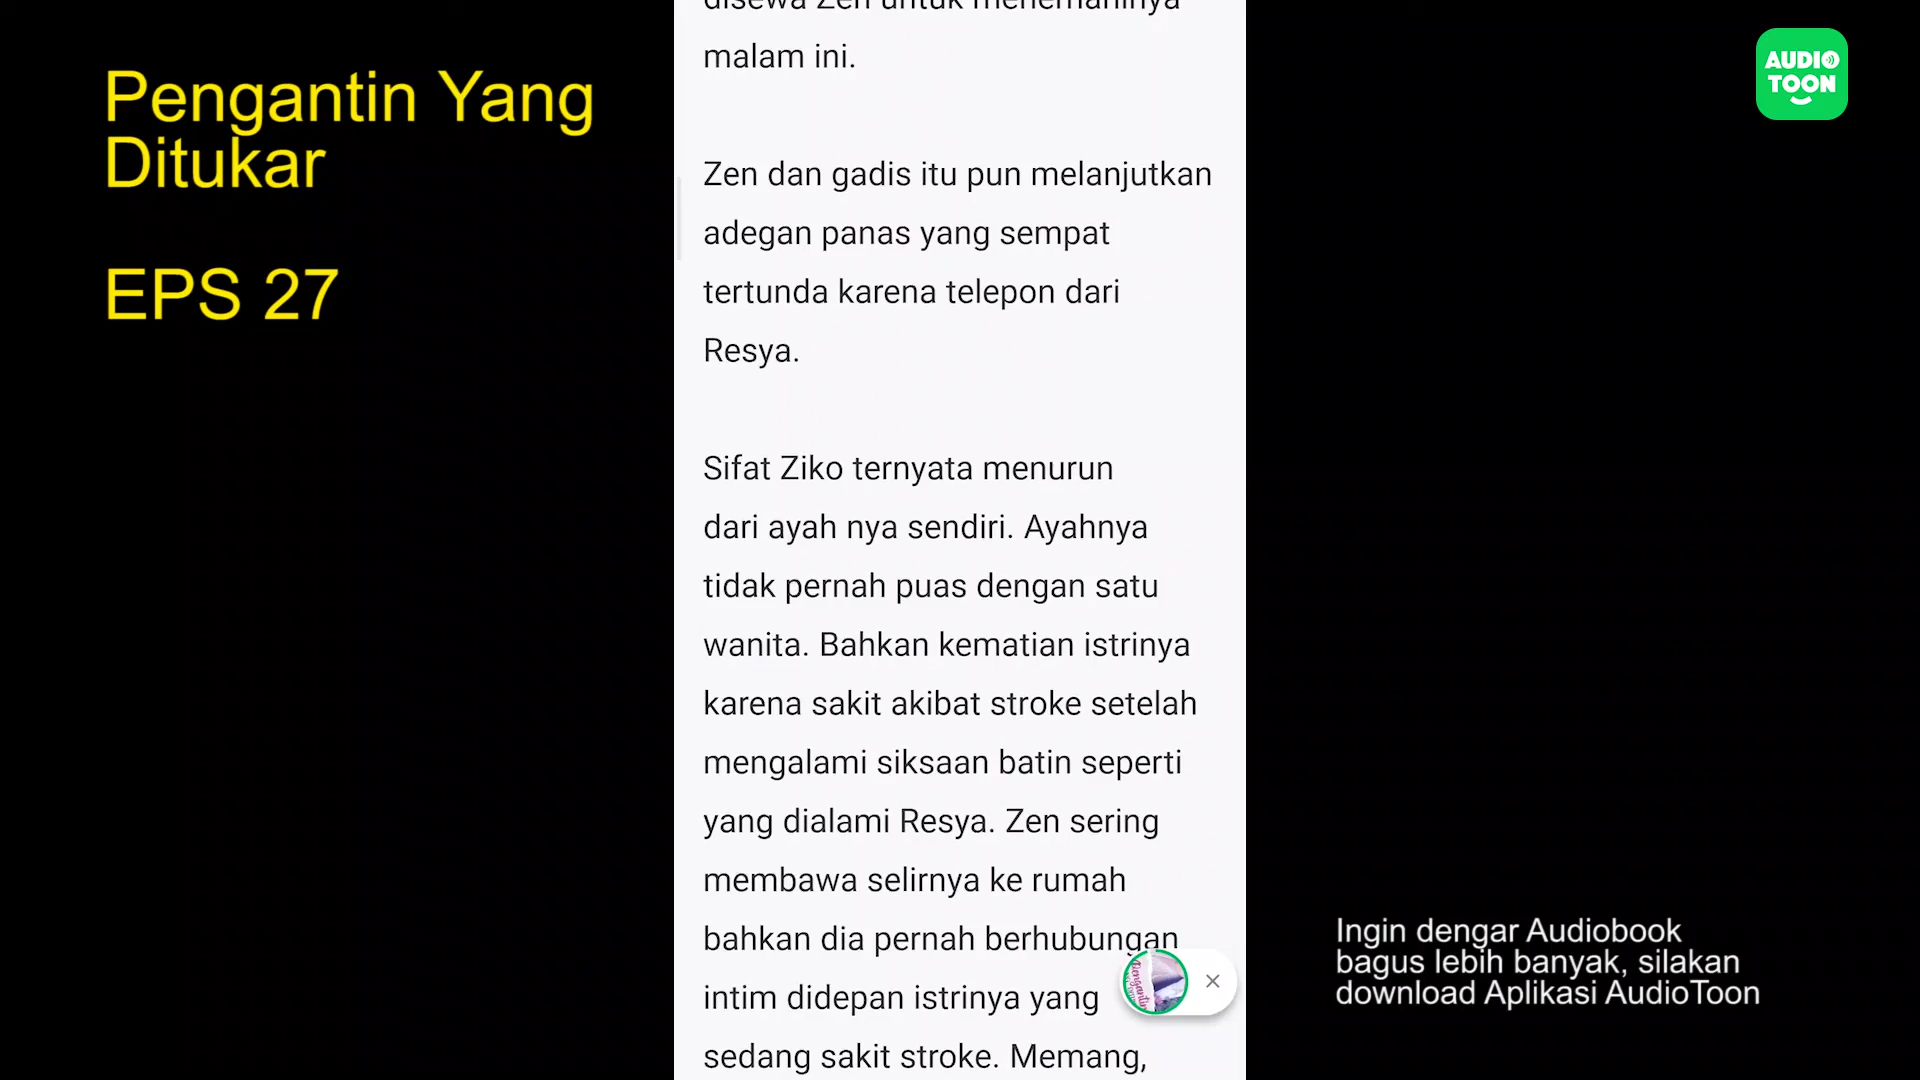 Pengantin Yang
Ditukar
EPS 27
malam ini.
Zen dan gadis itu pun melanjutkan
adegan panas yang sempat
tertunda karena telepon dari
Resya.
Sifat Ziko ternyata menurun
dari ayah nya sendiri. Ayahnya
tidak pernah puas dengan satu
wanita. Bahkan kematian istrinya
karena sakit akibat stroke setelah
mengalami siksaan batin seperti
yang dialami Resya. Zen sering
membawa selirnya ke rumah
bahkan dia pernah berhubungan
intim didepan istrinya yang
sedang sakit stroke. Memang,
AUDIO
TOON
Ingin dengar Audiobook
bagus lebih banyak, silakan
download Aplikasi AudioToon